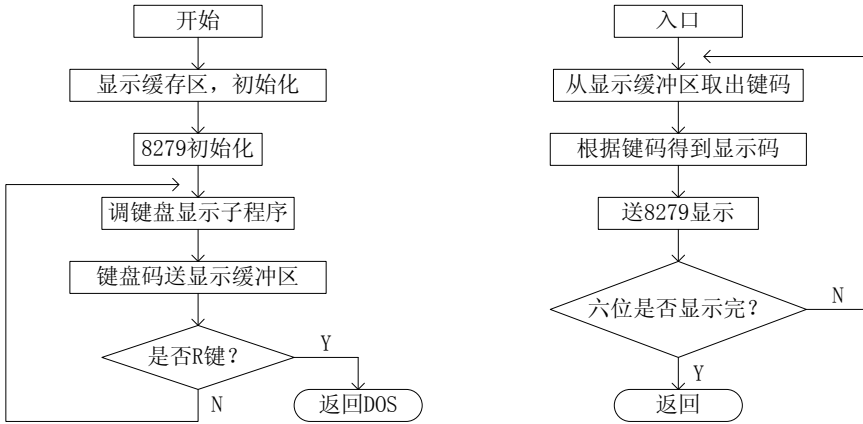 开始
显示缓存区，初始化
8279初始化
调键盘显示子程序
键盘码送显示缓冲区
是否R键？
Y
N
返回DOS
入口
从显示缓冲区取出键码
根据键码得到显示码
送8279显示
六位是否显示完？
N
Y
返回